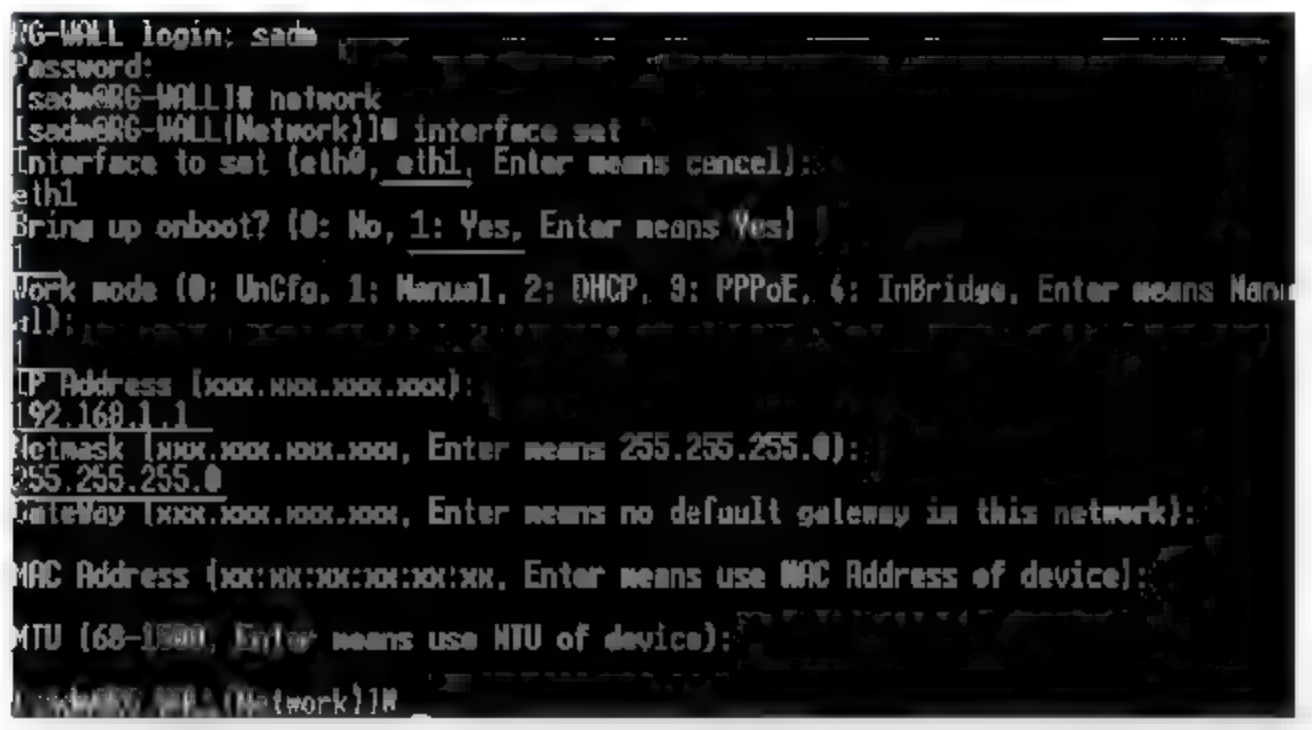 RG-WALL login: sadm
Password:
[sadm@RG-WALL]# network
[sadm@RG-WALL(Network)]# interface set
Interface to set (eth0, eth1, Enter means cancel):
eth1
Bring up onboot? (0: No, 1: Yes, Enter means Yes)
1
Work mode (0: UnCfg, 1: Manual, 2: DHCP, 3: PPPoE, 4: InBridge, Enter means Manu
al):
1
IP Address (xxx.xxx.xxx.xxx):
192.168.1.1
Netmask (xxx.xxx.xxx.xxx, Enter means 255.255.255.0):
255.255.255.0
GateWay (xxx.xxx.xxx.xxx, Enter means no default gateway in this network):
MAC Address (xx:xx:xx:xx:xx:xx, Enter means use MAC Address of device):
MTU (68-1500, Enter means use MTU of device):
[sadm@RG-WALL(Network)]#